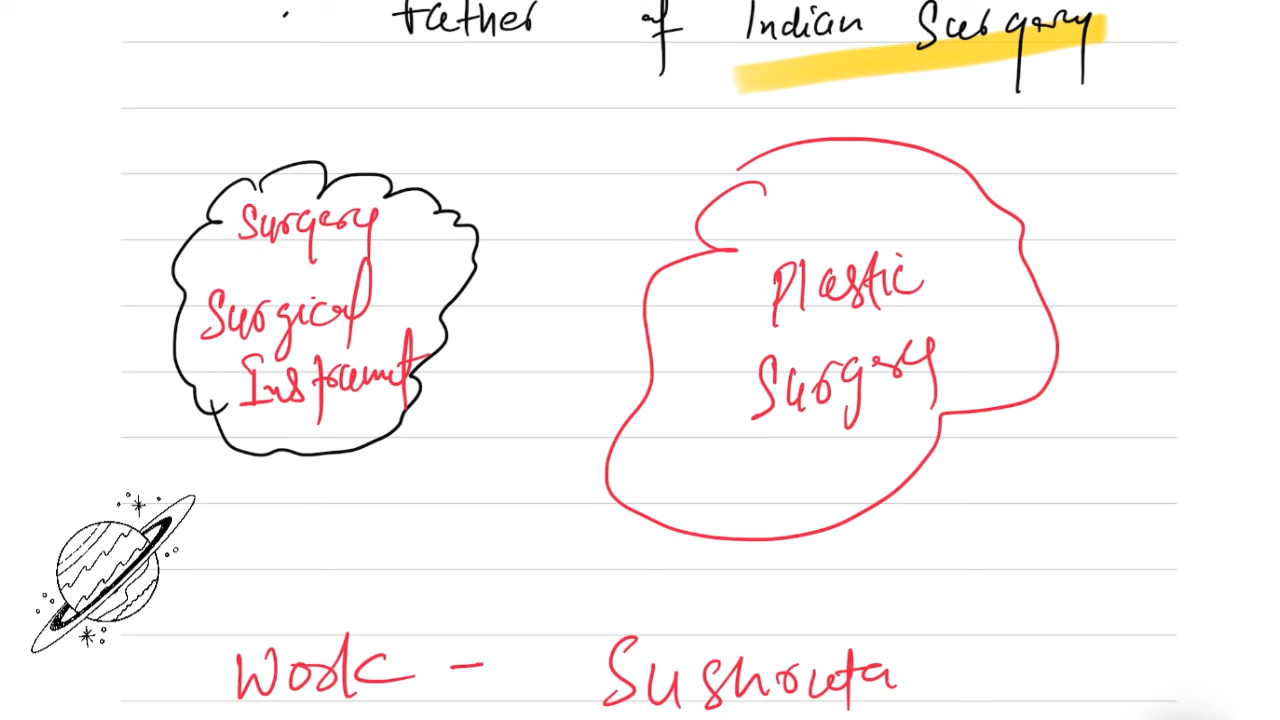 Father of Indian Surgery
Surgery
Surgical
Instrument
Plastic
Surgery
Work - Sushruta